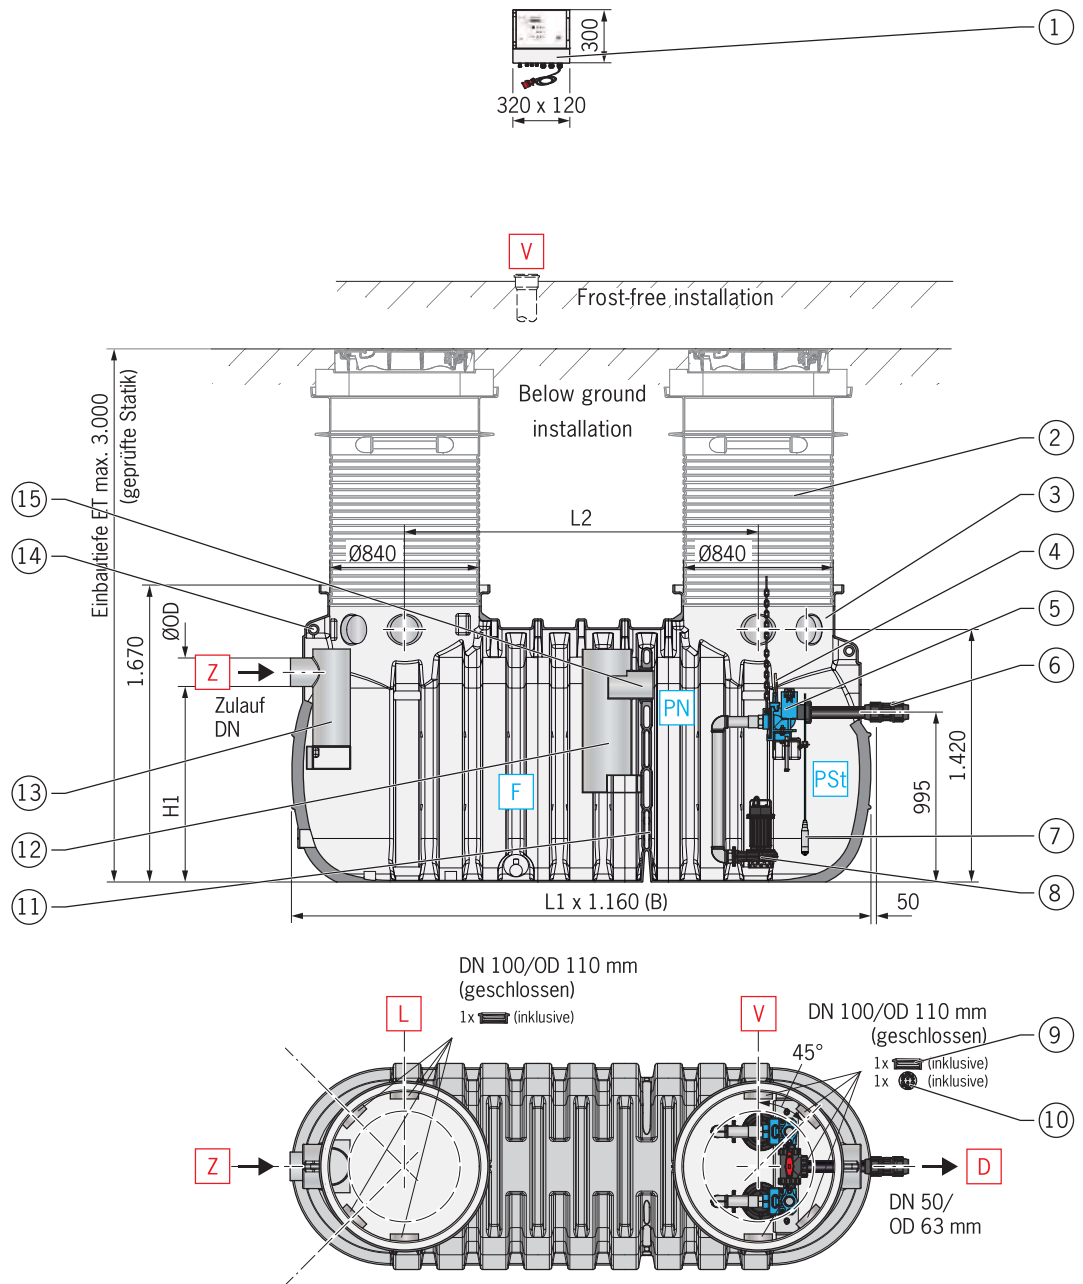 1
300
320 x 120
V
Frost-free installation
Below ground
installation
Einbautiefe ET max. 3.000
(geprüfte Statik)
2
3
4
5
6
7
8
15
14
13
12
11
L2
Ø840
Ø840
1.670
ØOD
Z
Zulauf
DN
H1
PN
F
PSt
995
1.420
L1 x 1.160 (B)
50
DN 100/OD 110 mm
(geschlossen)
1x (inklusive)
L
V
DN 100/OD 110 mm
(geschlossen)
1x (inklusive)
1x (inklusive)
9
10
45°
Z
D
DN 50/
OD 63 mm